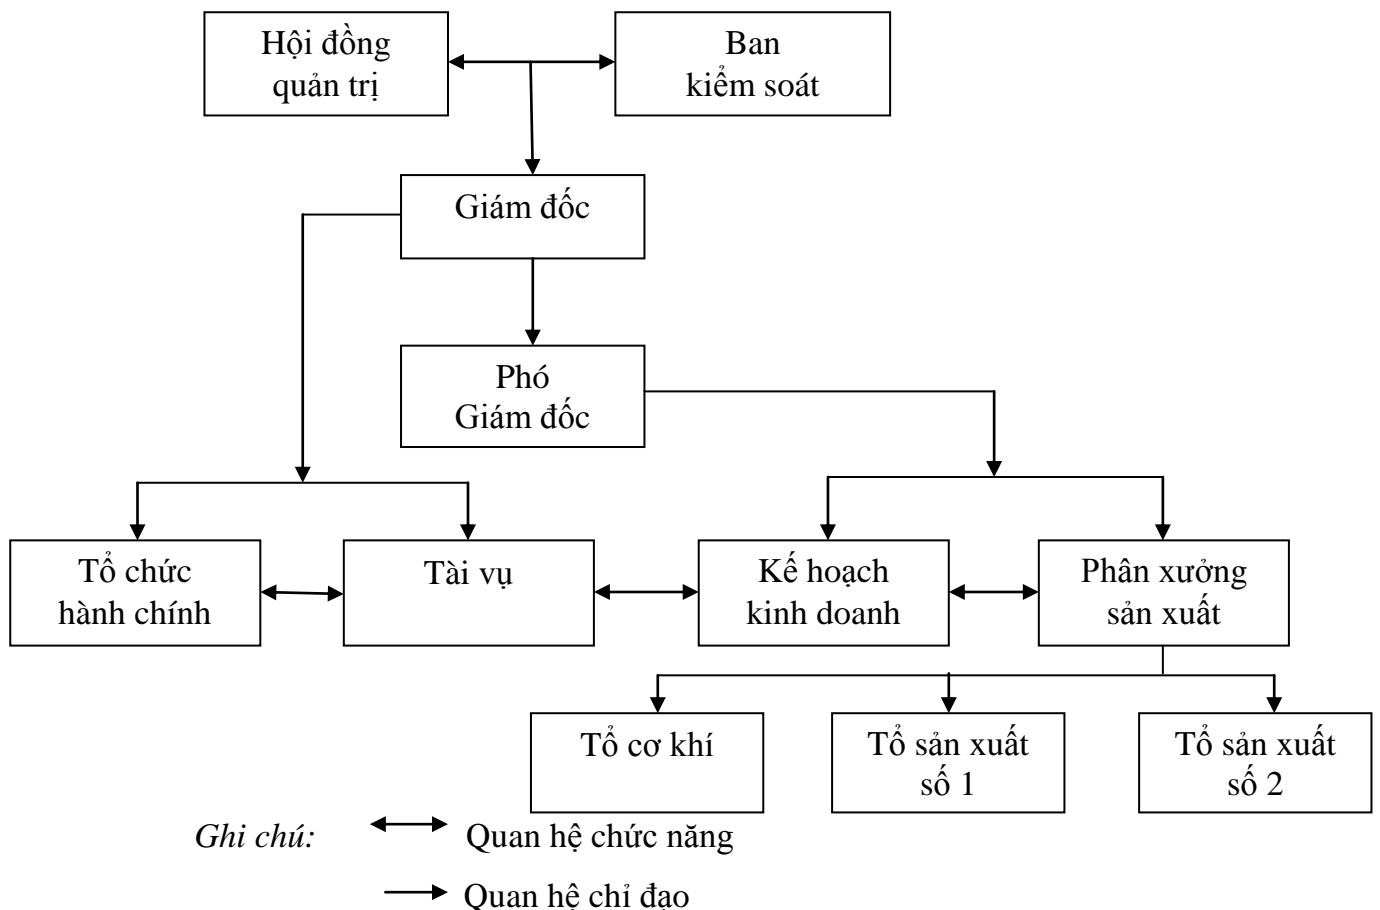 Hội đồng
quản trị
Ban
kiểm soát
Giám đốc
Phó
Giám đốc
Tổ chức
hành chính
Tài vụ
Kế hoạch
kinh doanh
Phân xưởng
sản xuất
Tổ cơ khí
Tổ sản xuất
số 1
Tổ sản xuất
số 2
Ghi chú:
Quan hệ chức năng
Quan hệ chỉ đạo